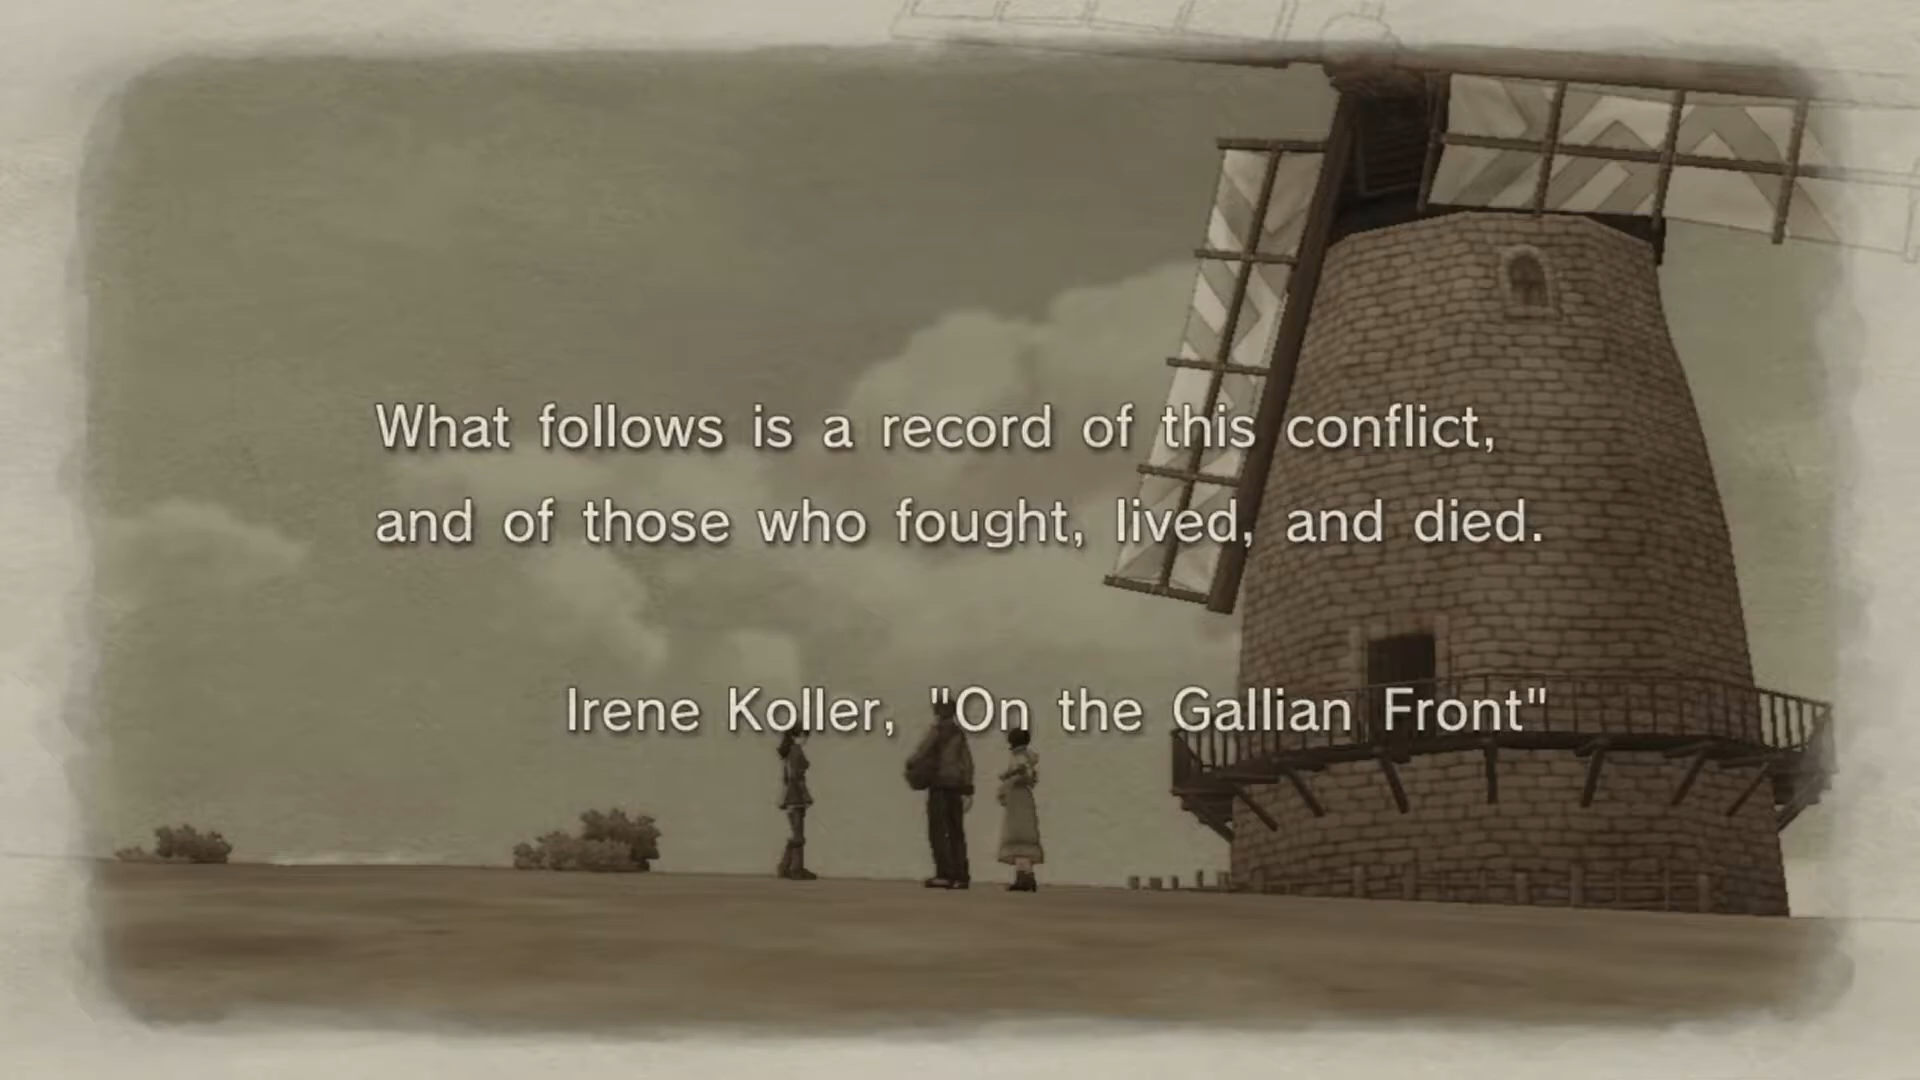 What follows is a record of this conflict,
and of those who fought, lived, and died.
Irene Koller, "On the Gallian Front"